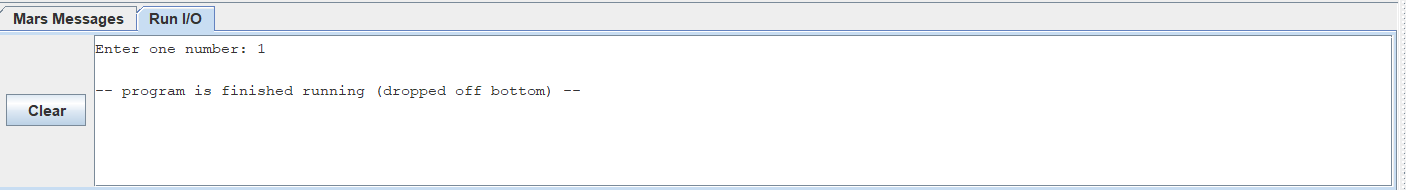 Mars Messages Run I/O
Enter one number: 1
-- program is finished running (dropped off bottom) --
Clear